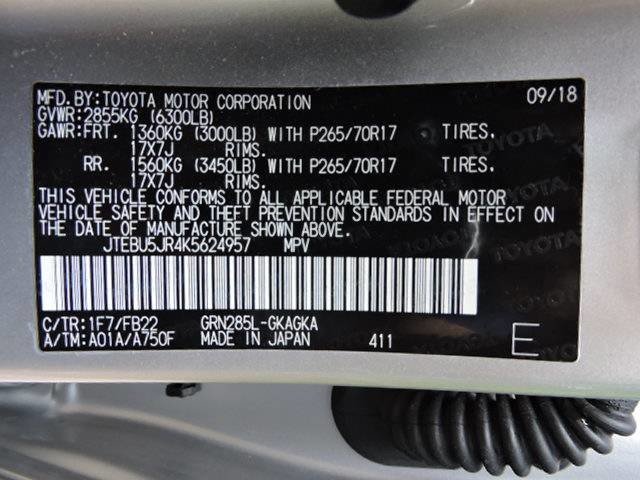 MFD.BY:TOYOTA MOTOR CORPORATION 09/18
GVWR:2855KG (6300LB)
GAWR:FRT. 1360KG (3000LB) WITH P265/70R17 TIRES.
17X7J RIMS.
RR. 1560KG (3450LB) WITH P265/70R17 TIRES.
17X7J RIMS.
THIS VEHICLE CONFORMS TO ALL APPLICABLE FEDERAL MOTOR
VEHICLE SAFETY AND THEFT PREVENTION STANDARDS IN EFFECT ON
THE DATE OF MANUFACTURE SHOWN ABOVE.
JTEBU5JR4K5624957 MPV
C/TR:1F7/FB22 GRN285L-GKAGKA
A/TM:A01A/A750F MADE IN JAPAN 411 E